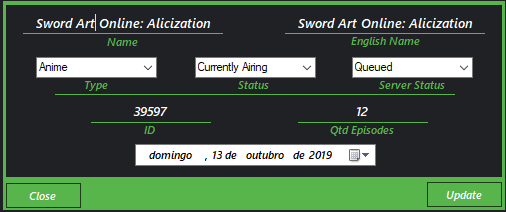 Sword Art Online: Alicization Sword Art Online: Alicization
Name English Name
Anime Currently Airing Queued
Type Status Server Status
39597 12
ID Qtd Episodes
domingo , 13 de outubro de 2019
Close Update